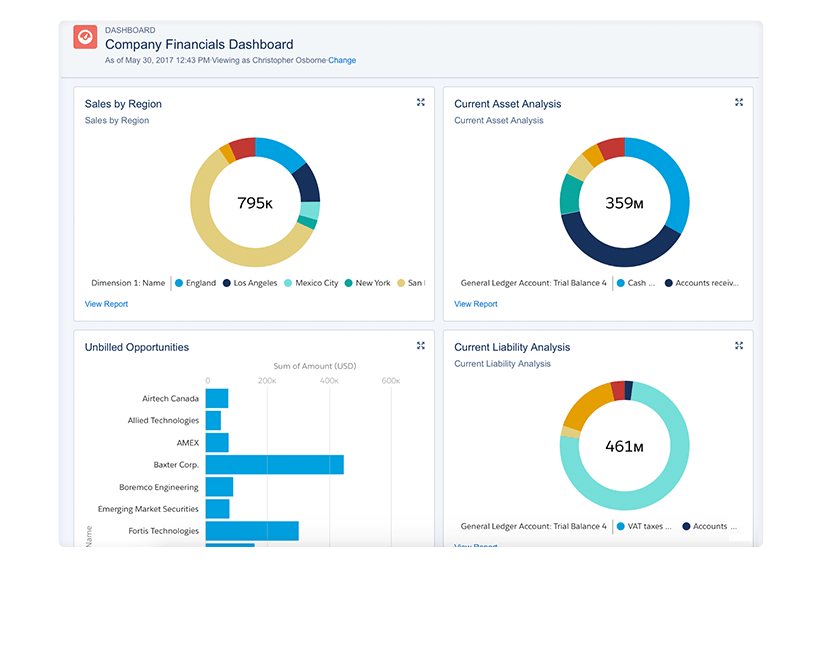 DASHBOARD
Company Financials Dashboard
As of May 30, 2017 12:43 PM·Viewing as Christopher Osborne·Change
Sales by Region
Sales by Region
795K
Dimension 1: Name England Los Angeles Mexico City New York San
View Report
Current Asset Analysis
Current Asset Analysis
359M
General Ledger Account: Trial Balance 4 Cash ... Accounts receiv...
View Report
Unbilled Opportunities
Sum of Amount (USD)
0 200K 400K 600K
Airtech Canada
Allied Technologies
AMEX
Baxter Corp.
Boremco Engineering
Emerging Market Securities
Fortis Technologies
Name
Current Liability Analysis
Current Liability Analysis
461M
General Ledger Account: Trial Balance 4 VAT taxes ... Accounts ...
View Report